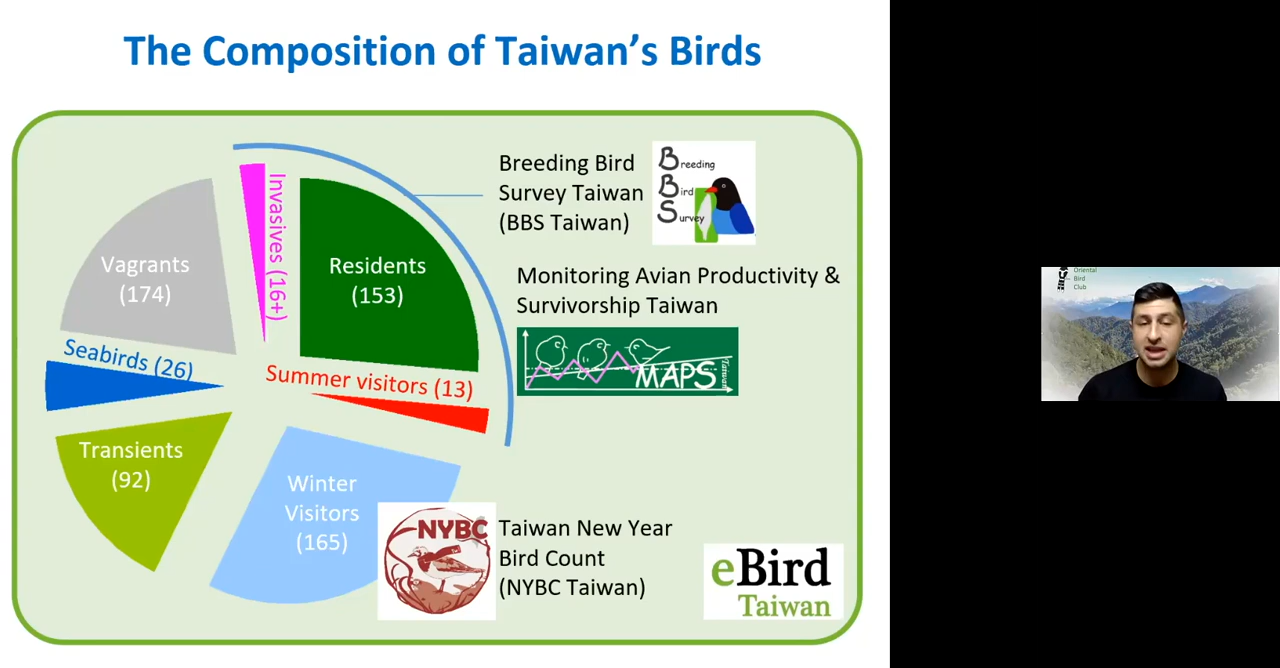 The Composition of Taiwan's Birds
Vagrants
(174)
Invasives (16+)
Residents
(153)
Seabirds (26)
Summer visitors (13)
Transients
(92)
Winter
Visitors
(165)
Breeding Bird
Survey Taiwan
(BBS Taiwan)
Breeding
Bird
Survey
Monitoring Avian Productivity &
Survivorship Taiwan
MAPS
Taiwan
NYBC
Taiwan New Year
Bird Count
(NYBC Taiwan)
eBird
Taiwan
Oriental
Bird
Club